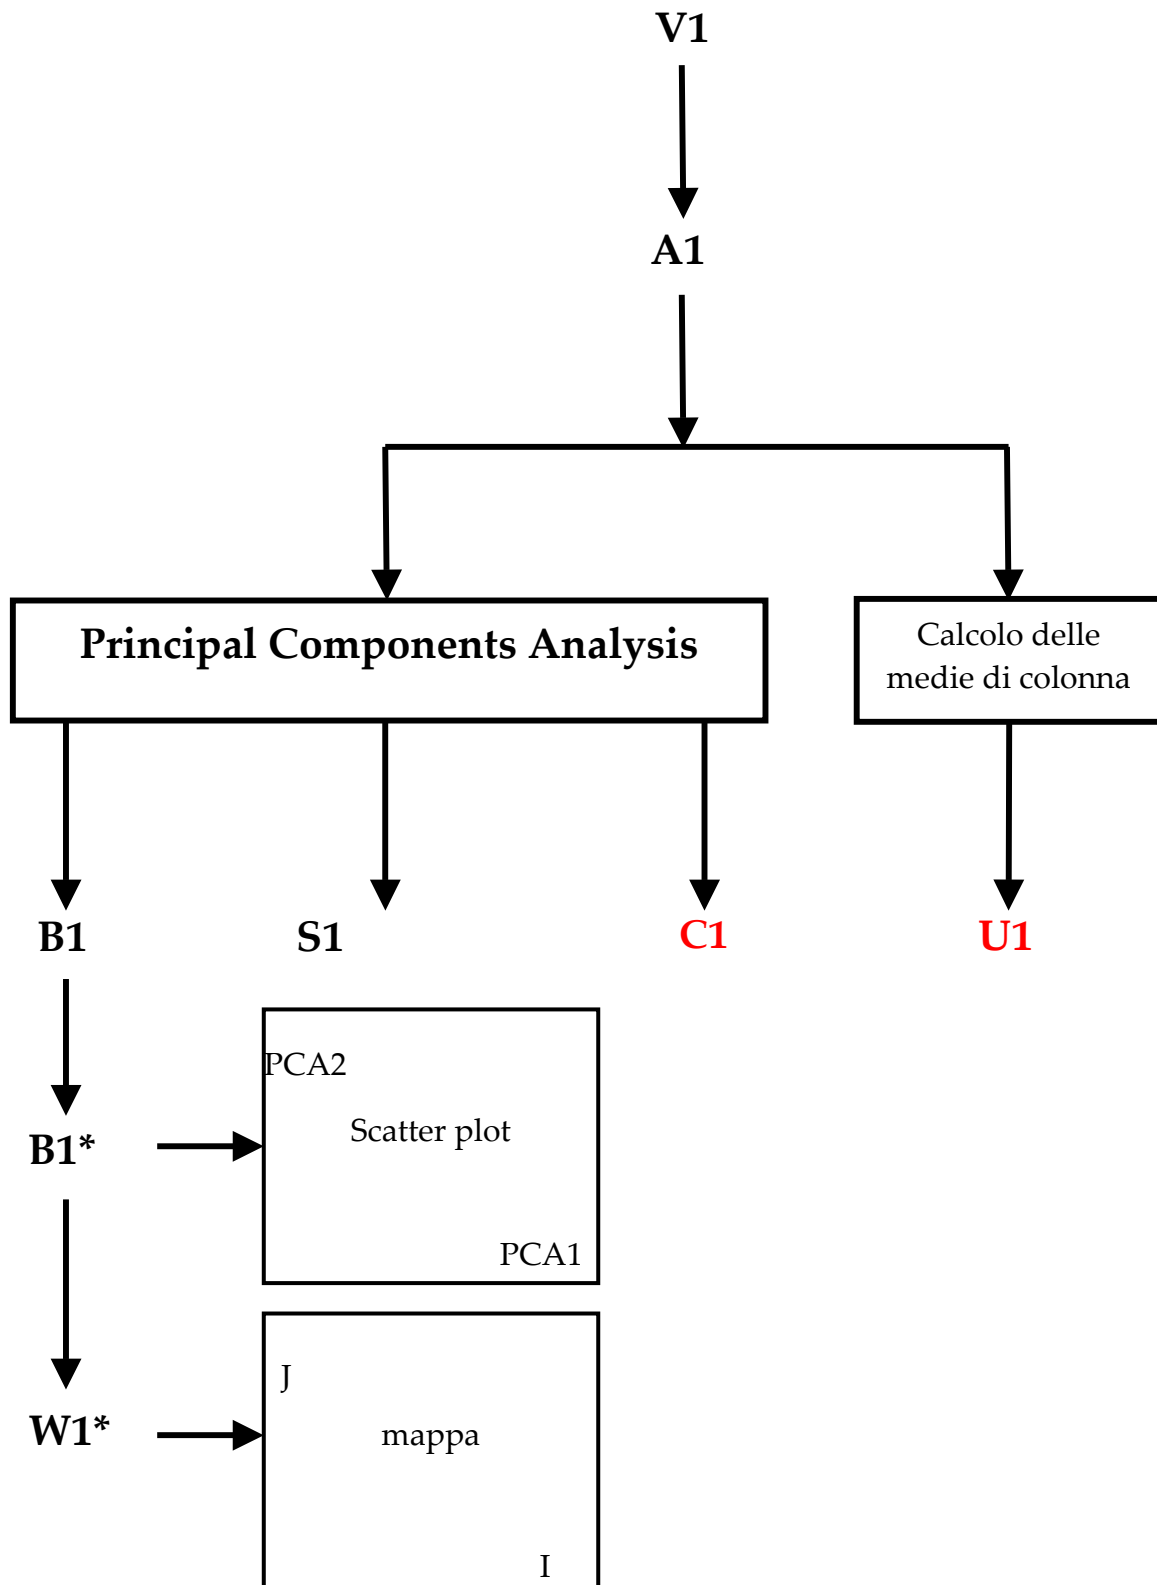 V1
A1
Principal Components Analysis
Calcolo delle
medie di colonna
B1
S1
C1
U1
PCA2
Scatter plot
B1*
PCA1
J
W1*
mappa
I